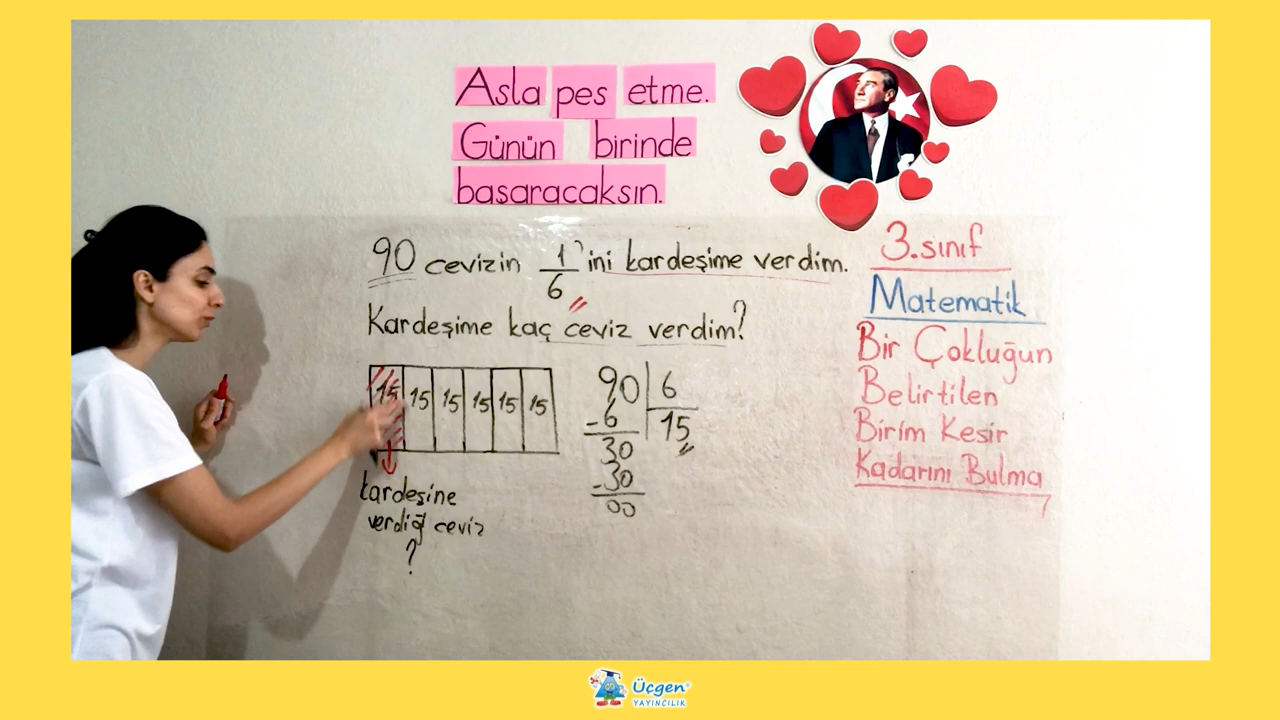 Asla pes etme.
Günün birinde
başaracaksın.
90 cevizin 1/6'ini kardeşime verdim.
Kardeşime kaç ceviz verdim?
15 15 15 15 15 15
kardeşine
verdiği ceviz
?
90 6
-6 15
30
-30
00
3.sınıf
Matematik
Bir Çokluğun
Belirtilen
Birim Kesir
Kadarını Bulma
Üçgen
YAYINCILIK